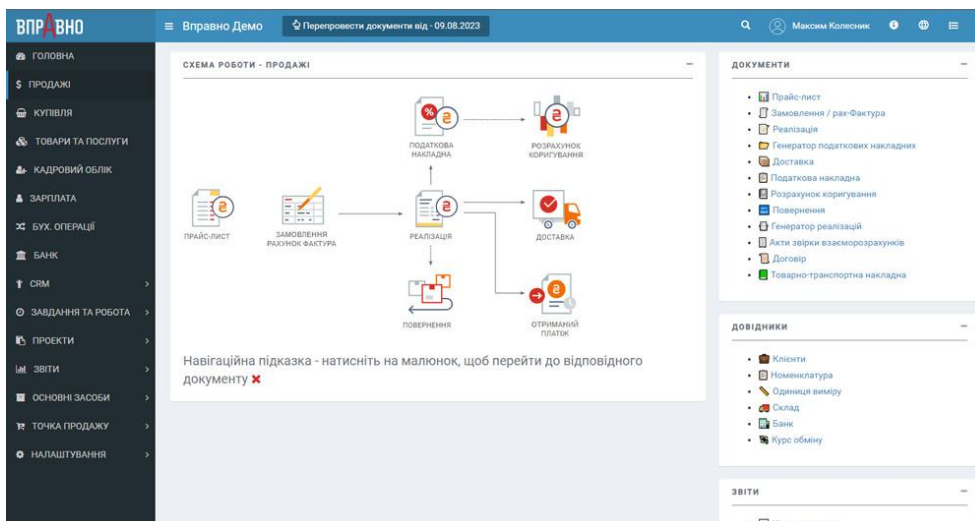 ВПРАВНО
Вправно Демо
Перепровести документи від - 09.08.2023
Максим Колесник
ГОЛОВНА
ПРОДАЖІ
КУПІВЛЯ
ТОВАРИ ТА ПОСЛУГИ
КАДРОВИЙ ОБЛІК
ЗАРПЛАТА
БУХ. ОПЕРАЦІЇ
БАНК
CRM
ЗАВДАННЯ ТА РОБОТА
ПРОЕКТИ
ЗВІТИ
ОСНОВНІ ЗАСОБИ
ТОЧКА ПРОДАЖУ
НАЛАШТУВАННЯ
СХЕМА РОБОТИ - ПРОДАЖІ
ПОДАТКОВА
НАКЛАДНА
РОЗРАХУНОК
КОРИГУВАННЯ
ПРАЙС-ЛИСТ
ЗАМОВЛЕННЯ
РАХУНОК ФАКТУРА
РЕАЛІЗАЦІЯ
ДОСТАВКА
ПОВЕРНЕННЯ
ОТРИМАНИЙ
ПЛАТІЖ
Навігаційна підказка - натисніть на малюнок, щоб перейти до відповідного
документу
ДОКУМЕНТИ
Прайс-лист
Замовлення / рах-Фактура
Реалізація
Генератор податкових накладних
Доставка
Податкова накладна
Розрахунок коригування
Повернення
Генератор реалізацій
Акти звірки взаєморозрахунків
Договір
Товарно-транспортна накладна
ДОВІДНИКИ
Клієнти
Номенклатура
Одиниця виміру
Склад
Банк
Курс обміну
ЗВІТИ